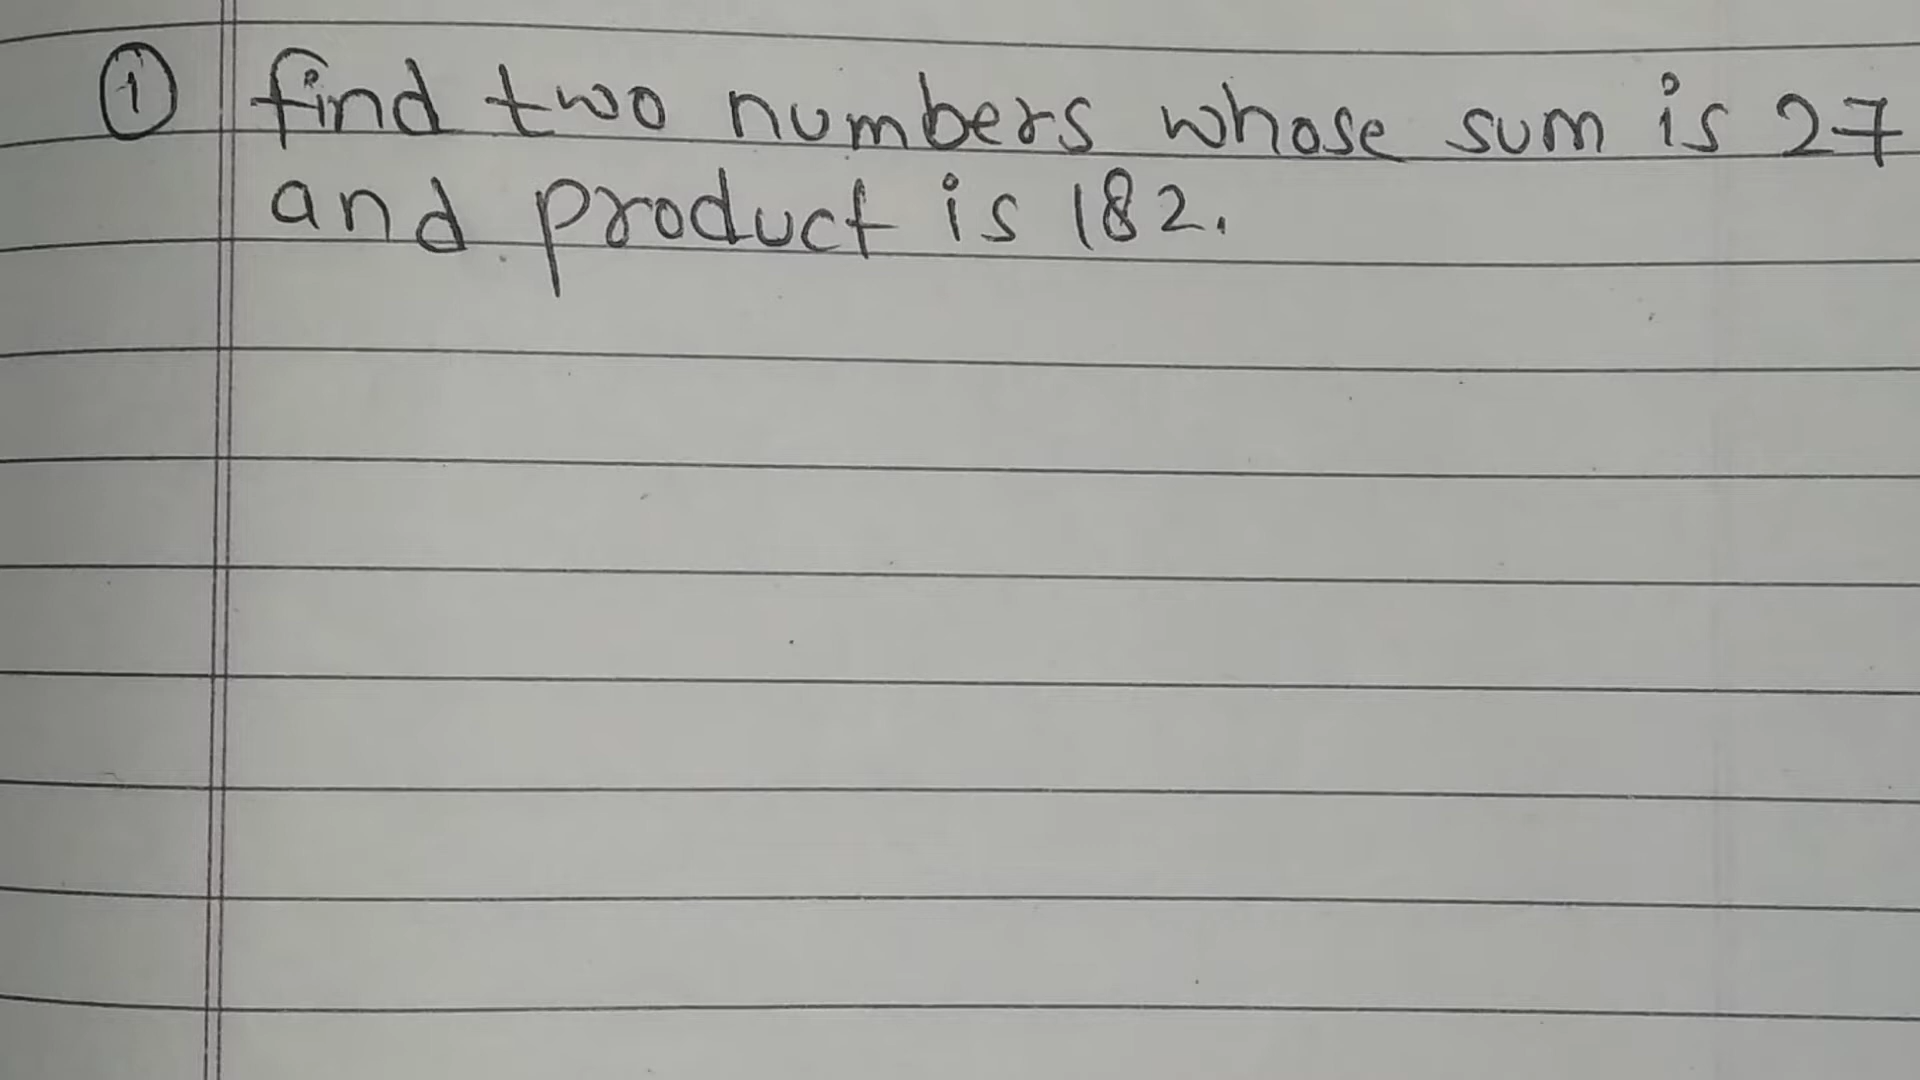 ① find two numbers whose sum is 27
and product is 182.